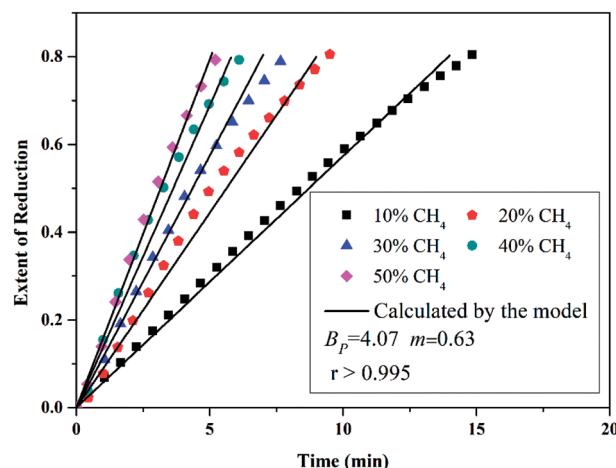 0.8
0.6
0.4
0.2
0.0
Extent of Reduction
10% CH₄ 20% CH₄
30% CH₄ 40% CH₄
50% CH₄
Calculated by the model
B_P=4.07 m=0.63
r > 0.995
0 5 10 15 20
Time (min)